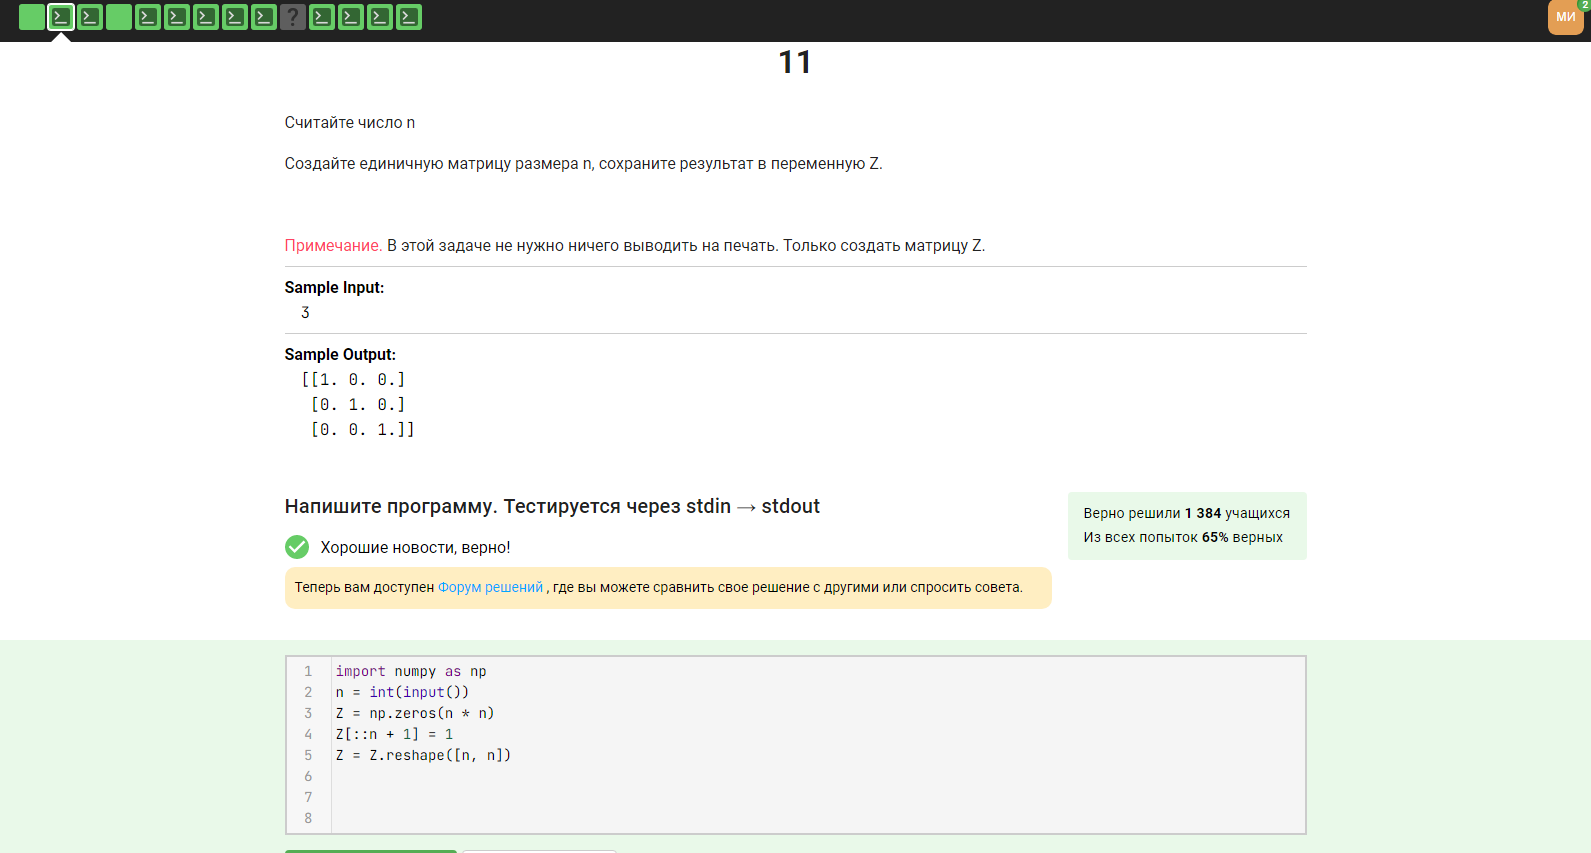 МИ
2
11
Считайте число n
Создайте единичную матрицу размера n, сохраните результат в переменную Z.
Примечание. В этой задаче не нужно ничего выводить на печать. Только создать матрицу Z.
Sample Input:
3
Sample Output:
[[1. 0. 0.]
[0. 1. 0.]
[0. 0. 1.]]
Напишите программу. Тестируется через stdin → stdout
Верно решили 1 384 учащихся
Из всех попыток 65% верных
Хорошие новости, верно!
Теперь вам доступен Форум решений , где вы можете сравнить свое решение с другими или спросить совета.
1 import numpy as np
2 n = int(input())
3 Z = np.zeros(n * n)
4 Z[::n + 1] = 1
5 Z = Z.reshape([n, n])
6
7
8